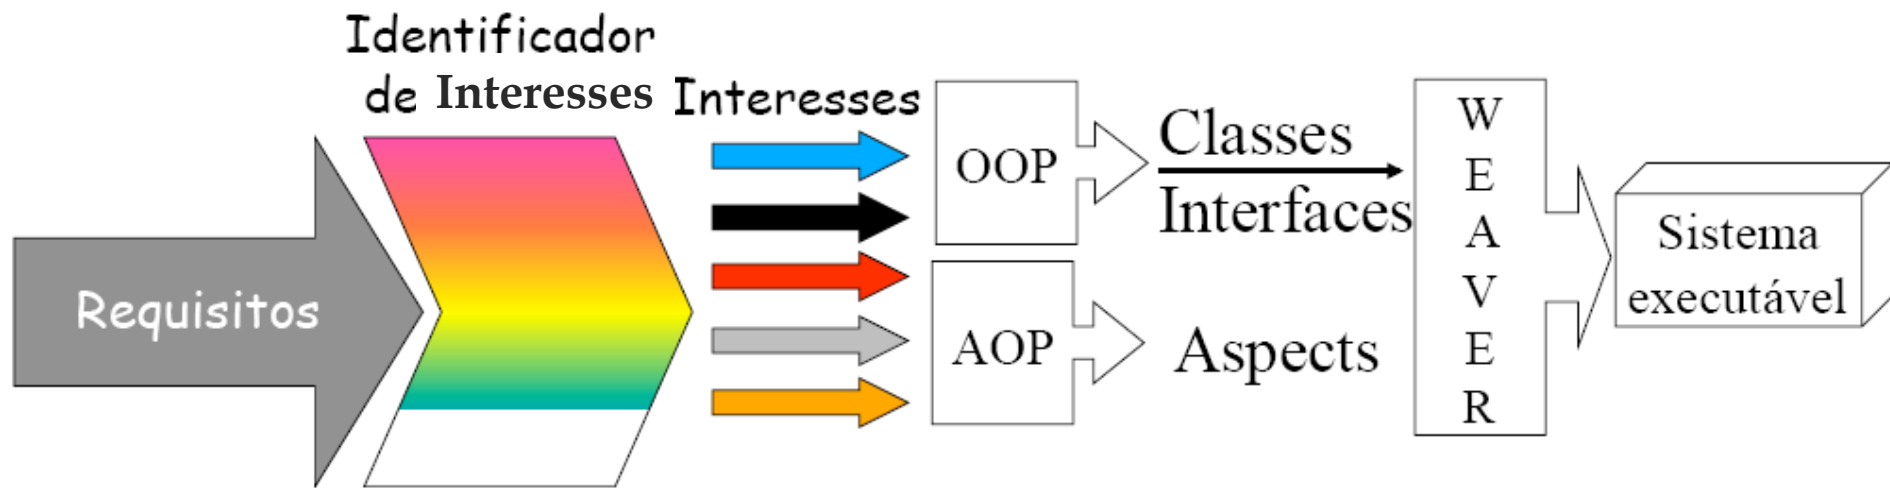 Identificador
de Interesses
Interesses
Requisitos
OOP
AOP
Classes
Interfaces
Aspects
W
E
A
V
E
R
Sistema
executável